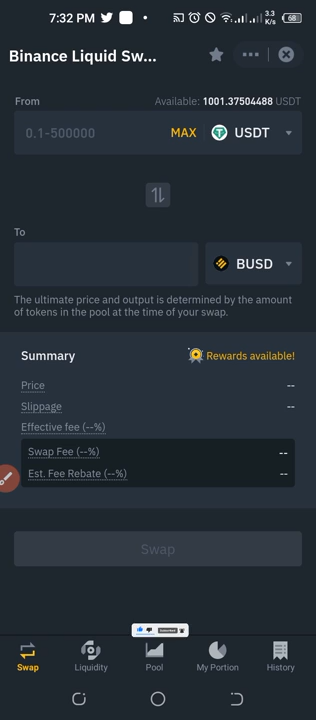 7:32 PM
3.3
K/s
68
Binance Liquid Sw...
From
Available: 1001.37504488 USDT
0.1-500000
MAX
USDT
To
BUSD
The ultimate price and output is determined by the amount
of tokens in the pool at the time of your swap.
Summary
Rewards available!
Price
--
Slippage
--
Effective fee (--%)
Swap Fee (--%)
--
Est. Fee Rebate (--%)
--
Swap
Subscribed
Swap
Liquidity
Pool
My Portion
History